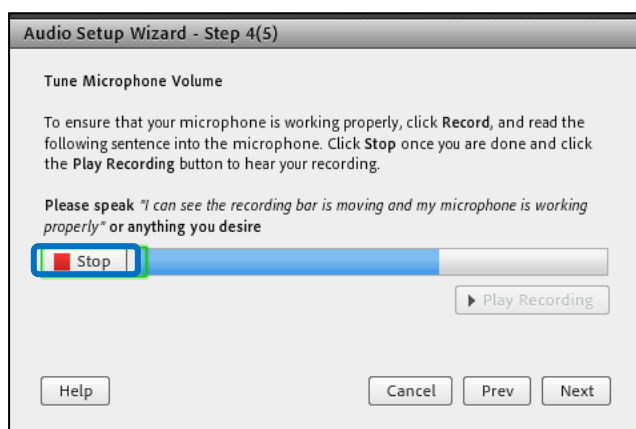 Audio Setup Wizard - Step 4(5)
Tune Microphone Volume
To ensure that your microphone is working properly, click Record, and read the
following sentence into the microphone. Click Stop once you are done and click
the Play Recording button to hear your recording.
Please speak "I can see the recording bar is moving and my microphone is working
properly" or anything you desire
Stop
Play Recording
Help
Cancel
Prev
Next